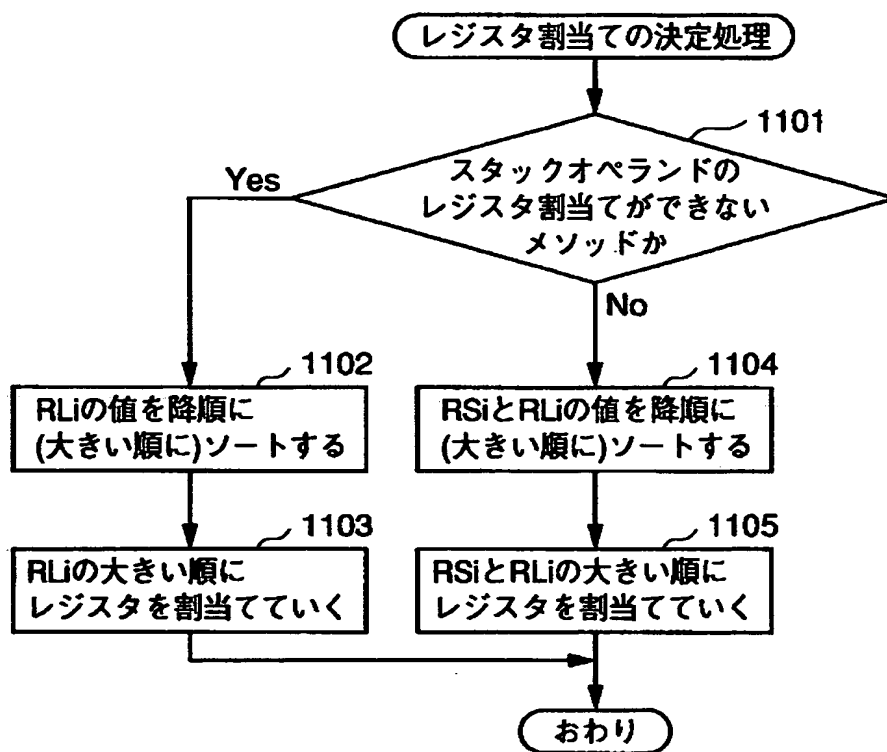 レジスタ割当ての決定処理
1101
スタックオペランドの
レジスタ割当てができない
メソッドか
Yes
No
1102
RLiの値を降順に
(大きい順に)ソートする
1104
RSiとRLiの値を降順に
(大きい順に)ソートする
1103
RLiの大きい順に
レジスタを割当てていく
1105
RSiとRLiの大きい順に
レジスタを割当てていく
おわり